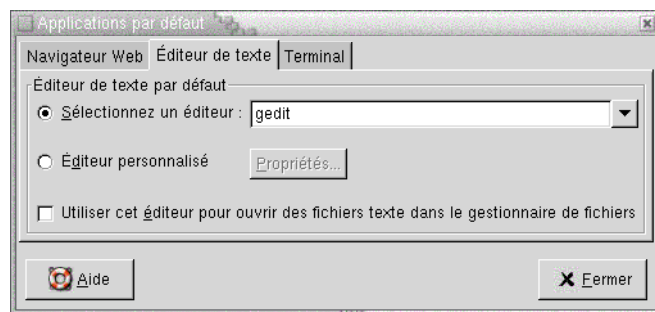 Applications par défaut
Navigateur Web Éditeur de texte Terminal
Éditeur de texte par défaut
Sélectionnez un éditeur : gedit
Éditeur personnalisé Propriétés...
Utiliser cet éditeur pour ouvrir des fichiers texte dans le gestionnaire de fichiers
Aide Fermer